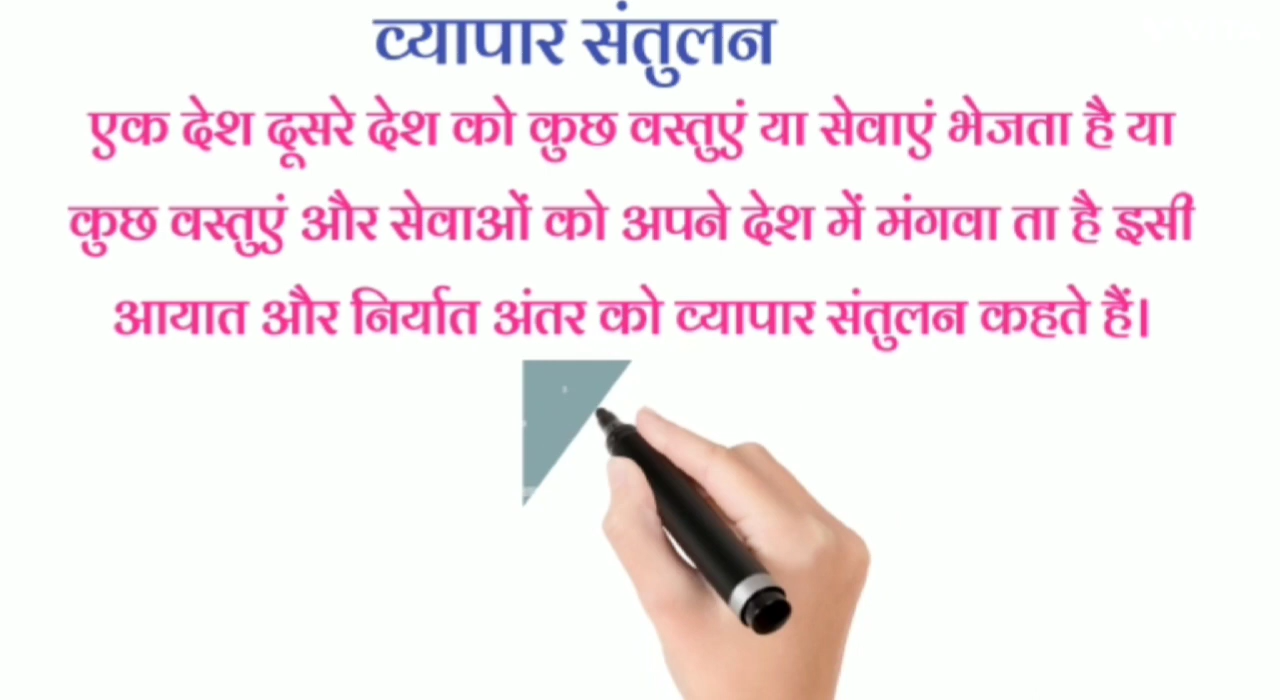 व्यापार संतुलन
एक देश दूसरे देश को कुछ वस्तुएं या सेवाएं भेजता है या
कुछ वस्तुएं और सेवाओं को अपने देश में मंगवा ता है इसी
आयात और निर्यात अंतर को व्यापार संतुलन कहते हैं।